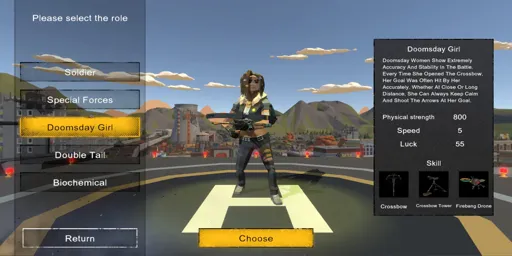 Please select the role
Soldier
Special Forces
Doomsday Girl
Double Tail
Biochemical
Return
Choose
Doomsday Girl
Doomsday Women Show Extremely
Accuracy And Stability In The Battle.
Every Time She Opened The Crossbow,
Her Goal Was Often Hit By Her
Accurately. Whether At Close Or Long
Distance, She Can Always Keep Calm
And Shoot The Arrows At Her Goal.
Physical strength 800
Speed 5
Luck 55
Skill
Crossbow Crossbow Tower Firebang Drone
H